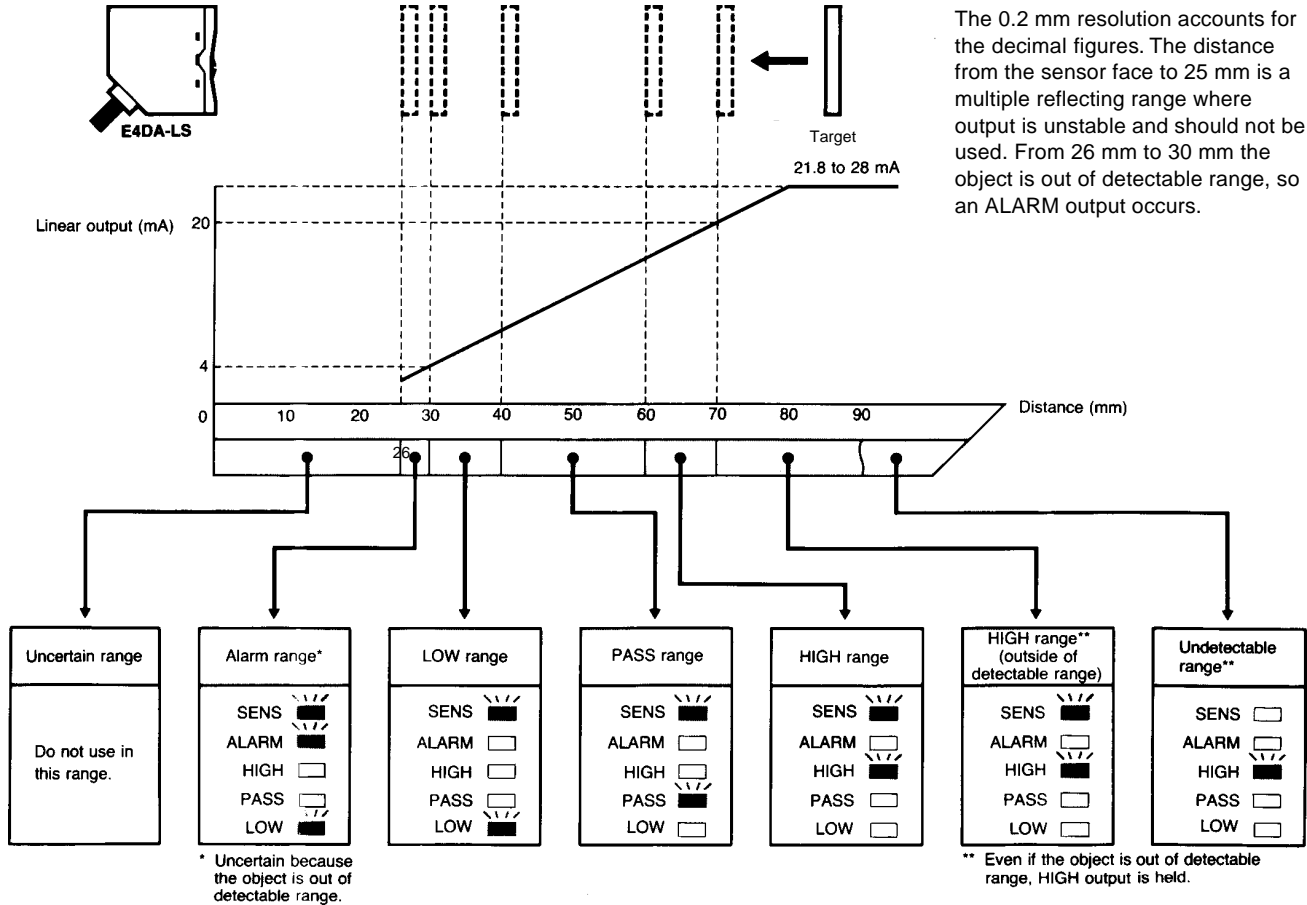 The 0.2 mm resolution accounts for
the decimal figures. The distance
from the sensor face to 25 mm is a
multiple reflecting range where
output is unstable and should not be
used. From 26 mm to 30 mm the
object is out of detectable range, so
an ALARM output occurs.
E4DA-LS
Target
21.8 to 28 mA
Linear output (mA)
20
4
0 10 20 30 40 50 60 70 80 90
Distance (mm)
26
Uncertain range
Do not use in
this range.
Alarm range*
SENS
ALARM
HIGH
PASS
LOW
* Uncertain because
the object is out of
detectable range.
LOW range
SENS
ALARM
HIGH
PASS
LOW
PASS range
SENS
ALARM
HIGH
PASS
LOW
HIGH range
SENS
ALARM
HIGH
PASS
LOW
HIGH range**
(outside of
detectable range)
SENS
ALARM
HIGH
PASS
LOW
Undetectable
range**
SENS
ALARM
HIGH
PASS
LOW
** Even if the object is out of detectable
range, HIGH output is held.